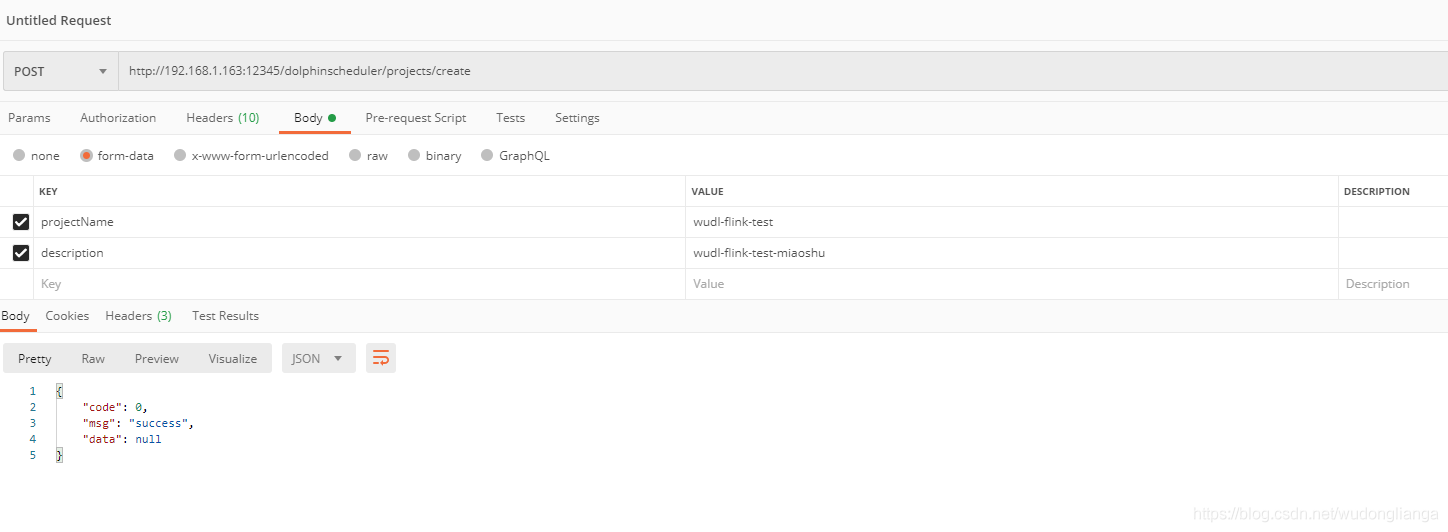 Untitled Request
POST http://192.168.1.163:12345/dolphinscheduler/projects/create
Params Authorization Headers (10) Body Pre-request Script Tests Settings
none form-data x-www-form-urlencoded raw binary GraphQL
KEY VALUE DESCRIPTION
projectName wudl-flink-test
description wudl-flink-test-miaoshu
Key Value Description
Body Cookies Headers (3) Test Results
Pretty Raw Preview Visualize JSON
1 {
2 "code": 0,
3 "msg": "success",
4 "data": null
5 }
https://blog.csdn.net/wudonglianga